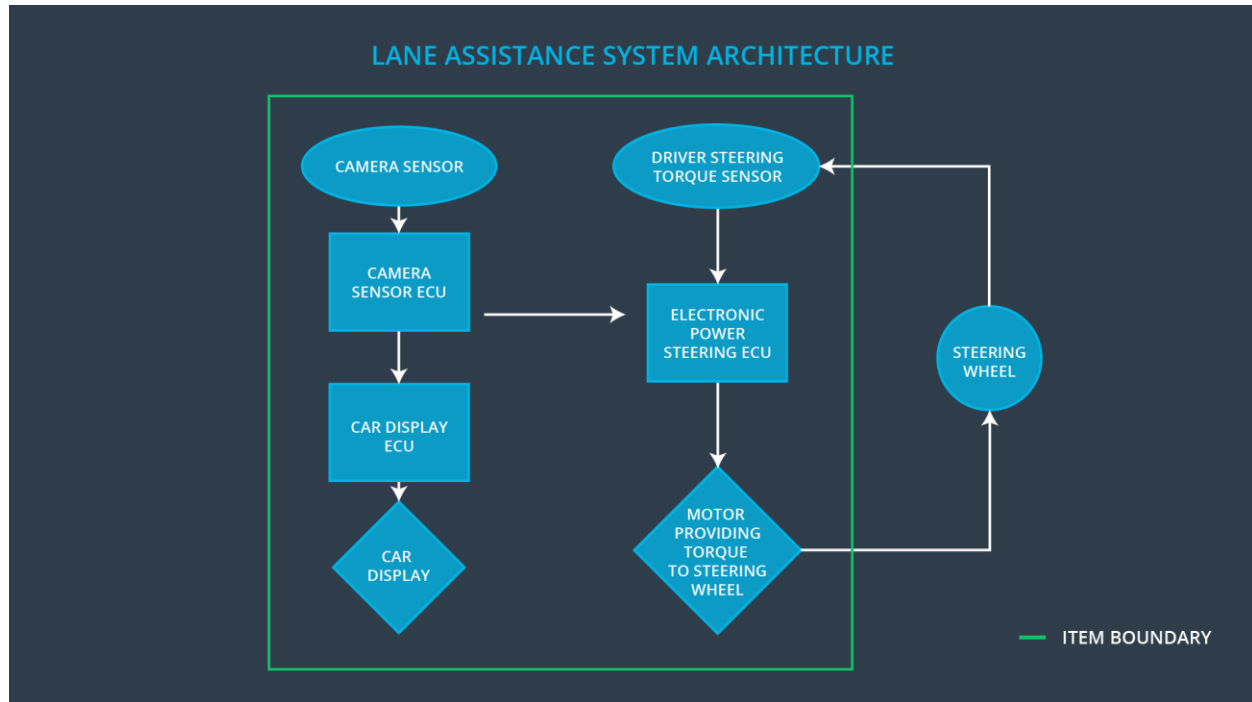 LANE ASSISTANCE SYSTEM ARCHITECTURE
CAMERA SENSOR
CAMERA
SENSOR ECU
CAR DISPLAY
ECU
CAR
DISPLAY
DRIVER STEERING
TORQUE SENSOR
ELECTRONIC
POWER
STEERING ECU
MOTOR
PROVIDING
TORQUE
TO STEERING
WHEEL
STEERING
WHEEL
ITEM BOUNDARY